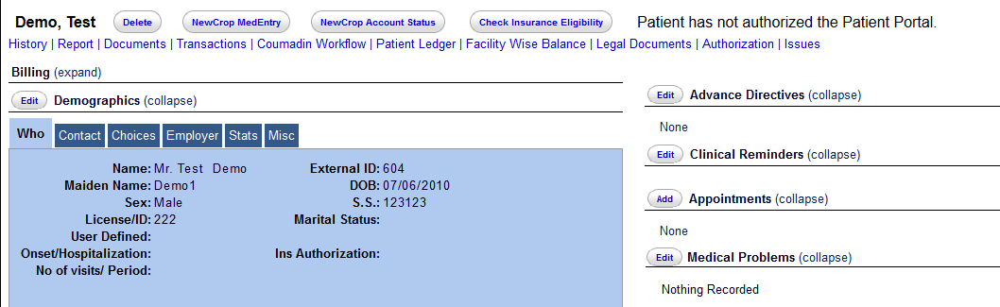 Demo, Test Delete NewCrop MedEntry NewCrop Account Status Check Insurance Eligibility Patient has not authorized the Patient Portal.
History | Report | Documents | Transactions | Coumadin Workflow | Patient Ledger | Facility Wise Balance | Legal Documents | Authorization | Issues
Billing (expand)
Edit Demographics (collapse)
Who Contact Choices Employer Stats Misc
Name: Mr. Test Demo External ID: 604
Maiden Name: Demo1 DOB: 07/06/2010
Sex: Male S.S.: 123123
License/ID: 222 Marital Status:
User Defined:
Onset/Hospitalization: Ins Authorization:
No of visits/ Period:
Edit Advance Directives (collapse)
None
Edit Clinical Reminders (collapse)
Add Appointments (collapse)
None
Edit Medical Problems (collapse)
Nothing Recorded